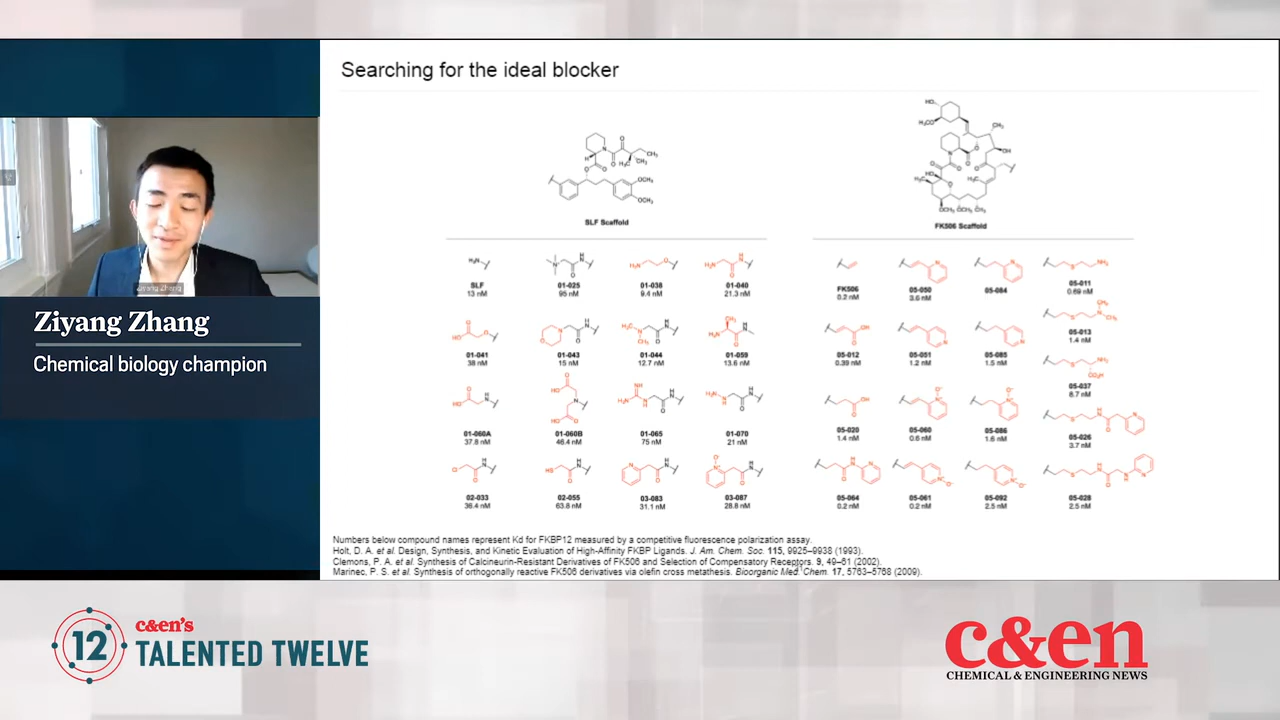 Searching for the ideal blocker
SLF Scaffold
FK506 Scaffold
SLF
13 nM
01-025
95 nM
01-038
9.4 nM
01-040
21.3 nM
FK506
0.2 nM
05-050
3.6 nM
05-084
05-011
0.69 nM
05-013
1.4 nM
01-041
38 nM
01-043
15 nM
01-044
12.7 nM
01-059
13.6 nM
05-012
0.39 nM
05-051
1.2 nM
05-085
1.5 nM
05-037
8.7 nM
01-060A
37.8 nM
01-060B
46.4 nM
01-065
75 nM
01-070
21 nM
05-020
1.4 nM
05-060
0.6 nM
05-086
1.6 nM
05-026
3.7 nM
02-033
36.4 nM
02-055
63.8 nM
03-083
31.1 nM
03-087
28.8 nM
05-064
0.2 nM
05-061
0.2 nM
05-092
2.5 nM
05-028
2.5 nM
Numbers below compound names represent Kd for FKBP12 measured by a competitive fluorescence polarization assay.
Holt, D. A. et al. Design, Synthesis, and Kinetic Evaluation of High-Affinity FKBP Ligands. J. Am. Chem. Soc. 115, 9925–9938 (1993).
Clemons, P. A. et al. Synthesis of Calcineurin-Resistant Derivatives of FK506 and Selection of Compensatory Receptors. 9, 49–61 (2002).
Marinec, P. S. et al. Synthesis of orthogonally reactive FK506 derivatives via olefin cross metathesis. Bioorganic Med Chem. 17, 5763–5768 (2009).
Ziyang Zhang
Ziyang Zhang
Chemical biology champion
12
c&en's
TALENTED TWELVE
c&en
CHEMICAL & ENGINEERING NEWS